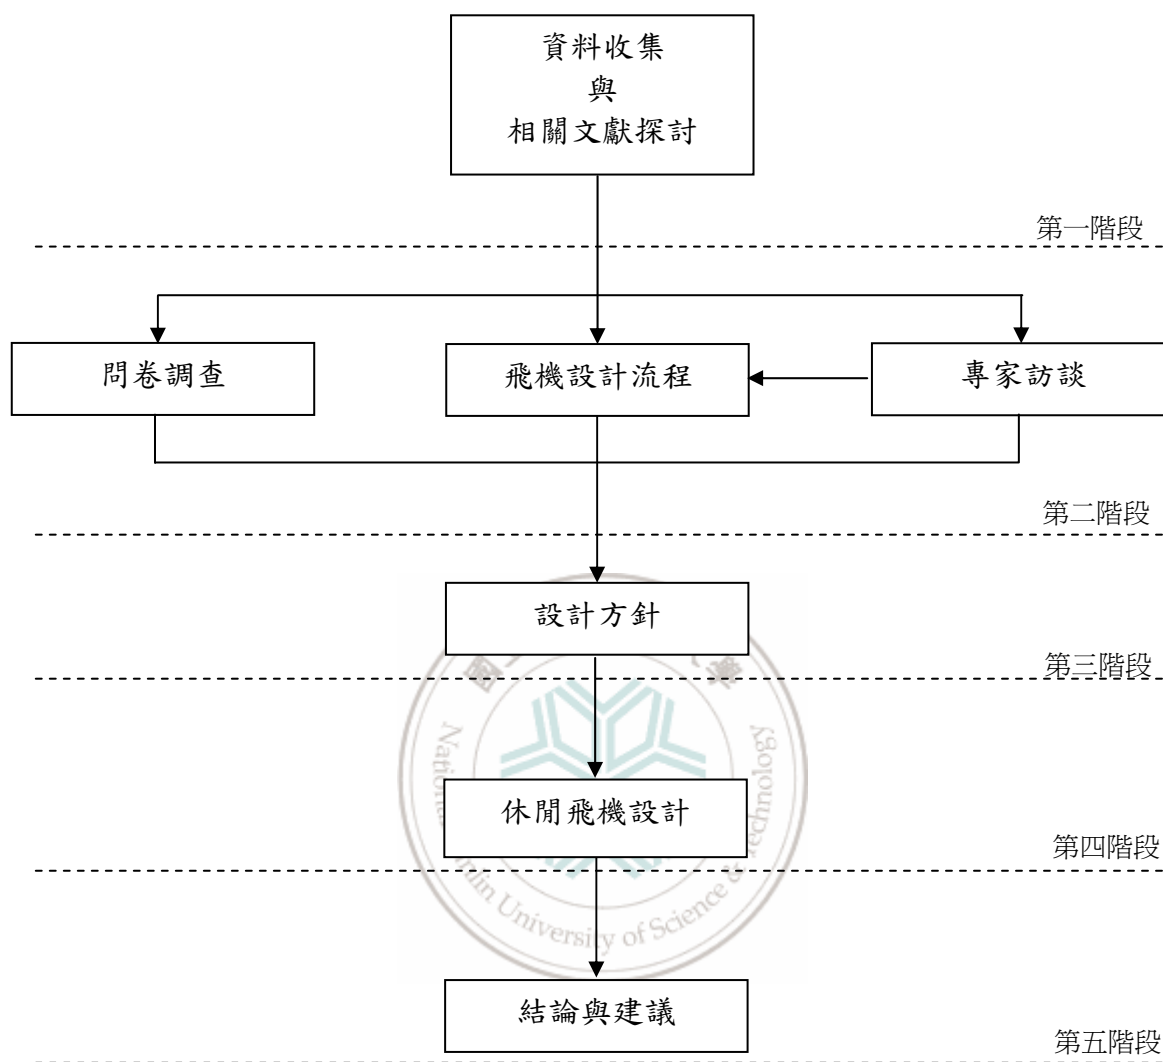 資料收集
與
相關文獻探討
第一階段
問卷調查
飛機設計流程
專家訪談
第二階段
設計方針
第三階段
休閒飛機設計
第四階段
University of Science &
結論與建議
第五階段